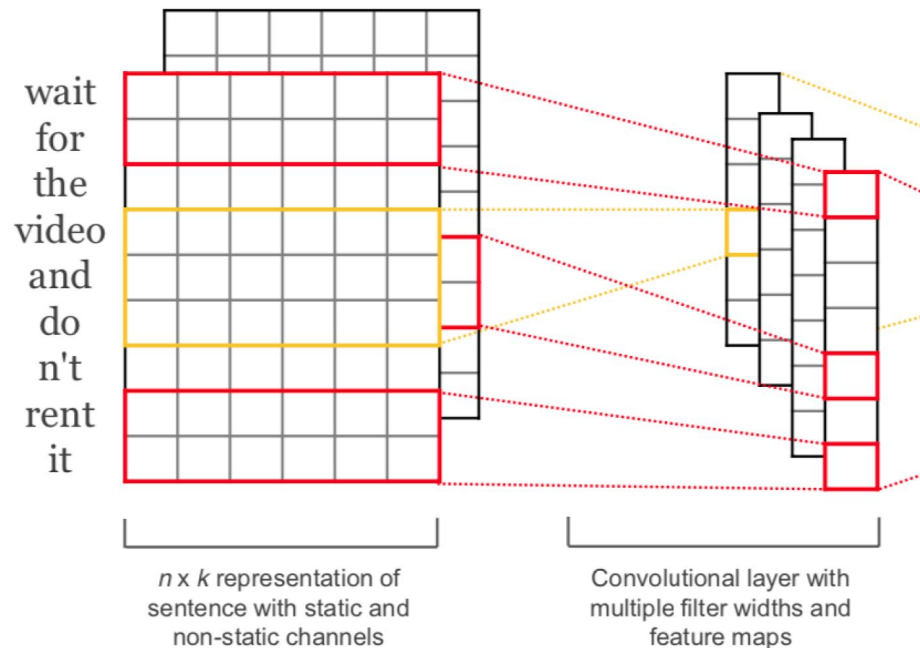 wait
for
the
video
and
do
n't
rent
it
n x k representation of
sentence with static and
non-static channels
Convolutional layer with
multiple filter widths and
feature maps